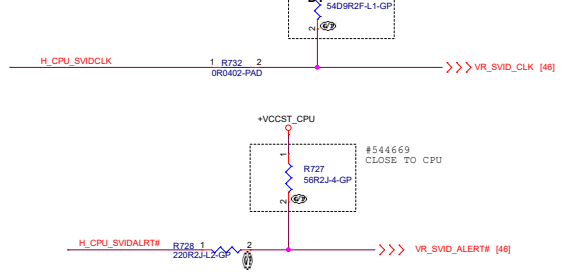 54D9R2F-L1-GP
2
H_CPU_SVIDCLK
1 R732 2
0R0402-PAD
VR_SVID_CLK [46]
+VCCST_CPU
#544669
CLOSE TO CPU
1
R727
56R2J-4-GP
2
H_CPU_SVIDALRT#
R728 1 2
220R2J-L2-GP
VR_SVID_ALERT# [46]